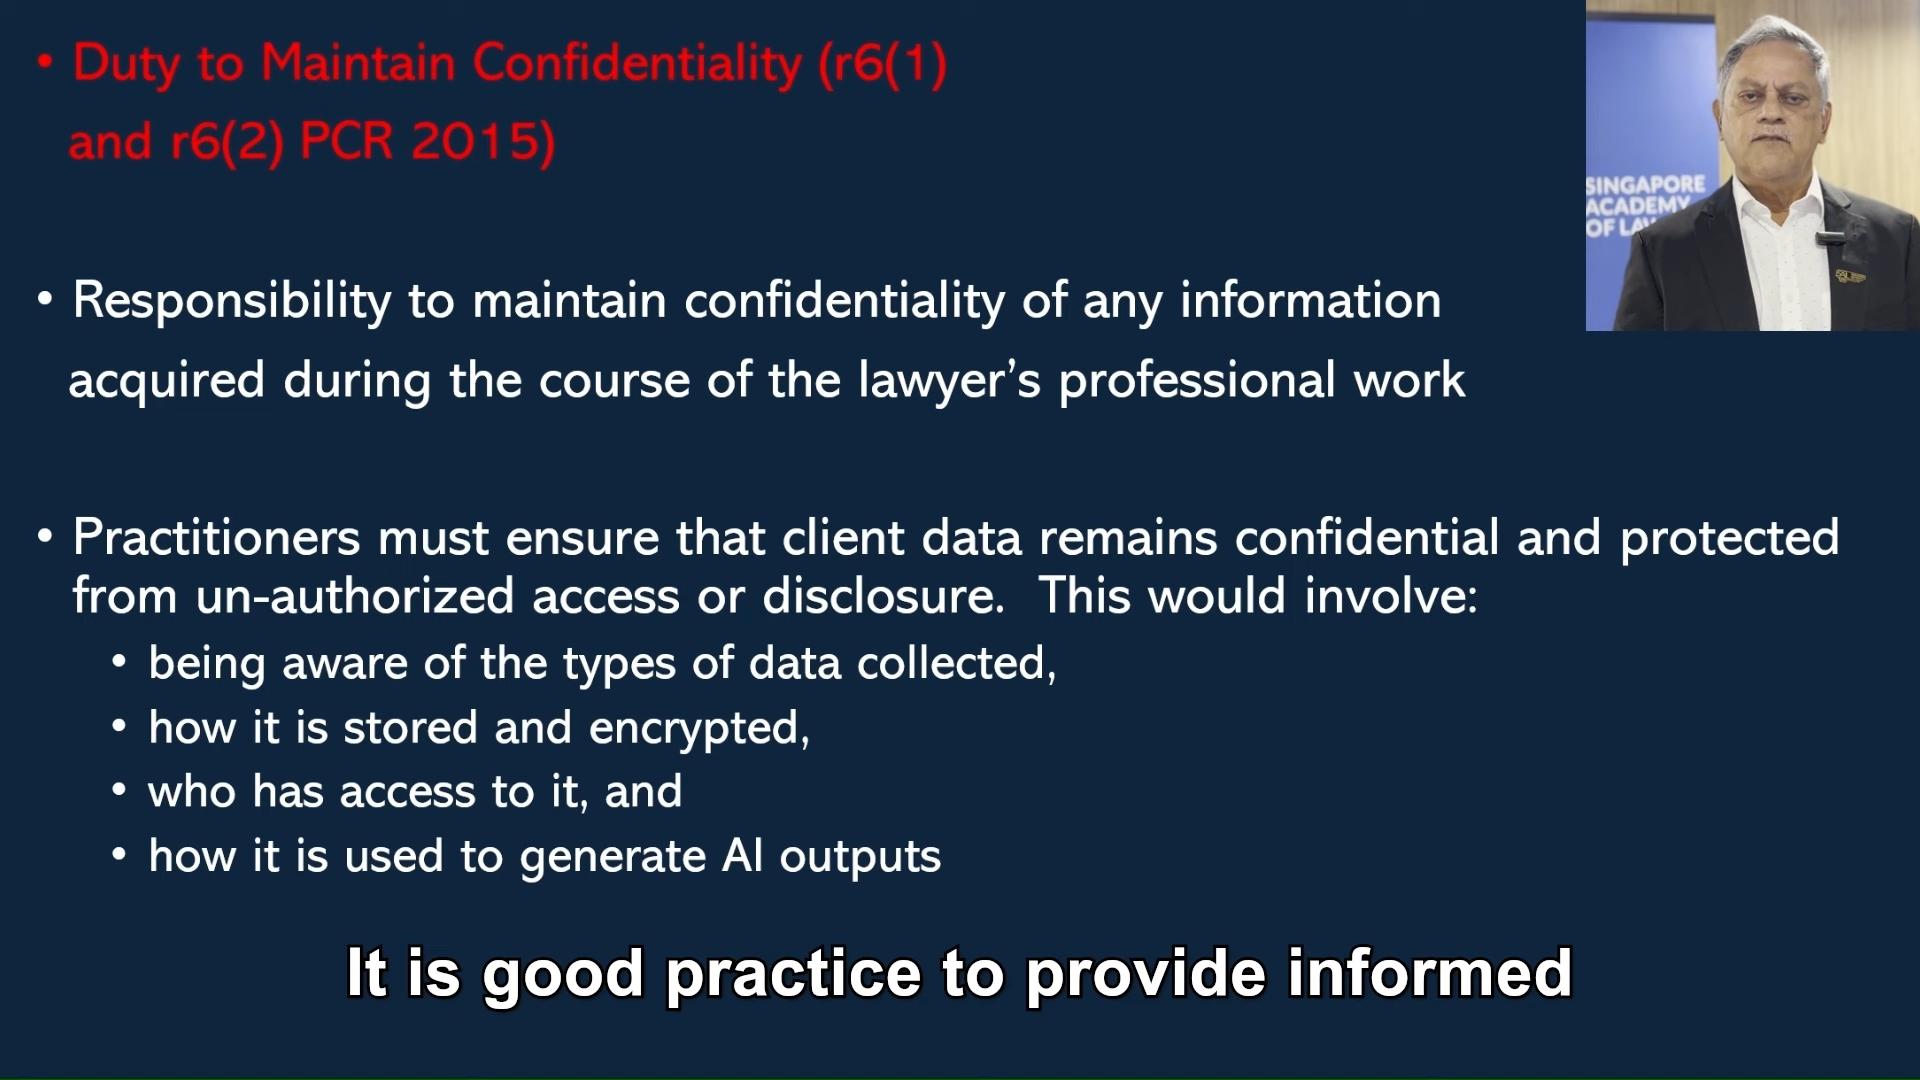 • Duty to Maintain Confidentiality (r6(1)
and r6(2) PCR 2015)
SINGAPORE
ACADEMY
OF LAW
• Responsibility to maintain confidentiality of any information
acquired during the course of the lawyer’s professional work
• Practitioners must ensure that client data remains confidential and protected
from un-authorized access or disclosure. This would involve:
• being aware of the types of data collected,
• how it is stored and encrypted,
• who has access to it, and
• how it is used to generate AI outputs
It is good practice to provide informed